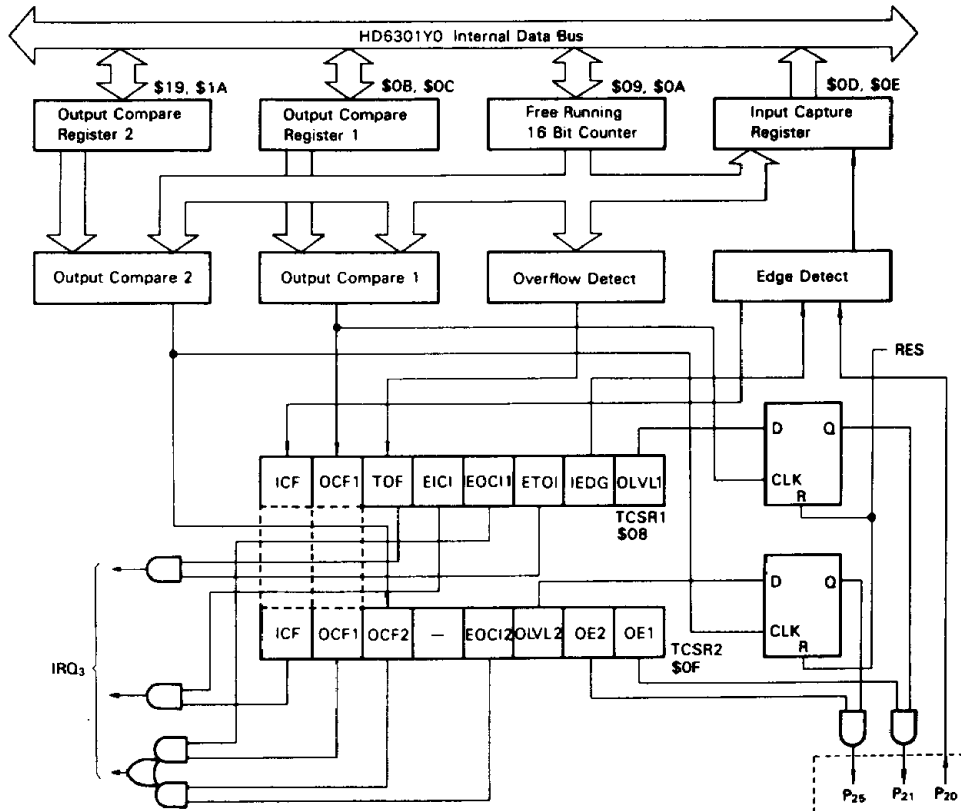 HD6301Y0 Internal Data Bus
$19, $1A
$0B, $0C
$09, $0A
$0D, $0E
Output Compare
Register 2
Output Compare
Register 1
Free Running
16 Bit Counter
Input Capture
Register
Output Compare 2
Output Compare 1
Overflow Detect
Edge Detect
RES
D Q
CLK
R
ICF OCF1 TOF EICI EOCI1 ETOI IEDG OLVL1
TCSR1
$08
D Q
CLK
R
ICF OCF1 OCF2 — EOCI2 OLVL2 OE2 OE1
TCSR2
$0F
IRQ₃
P₂₅ P₂₁ P₂₀